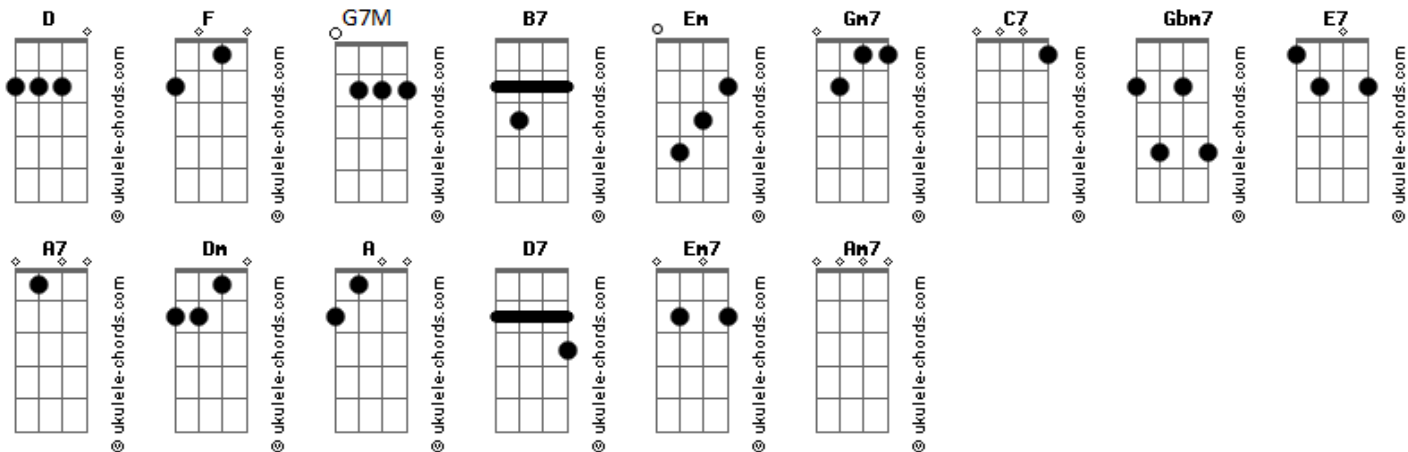 D F G7M B7 Em Gm7 C7 Gbm7 E7
© ukulele-chords.com © ukulele-chords.com © ukulele-chords.com © ukulele-chords.com © ukulele-chords.com © ukulele-chords.com © ukulele-chords.com © ukulele-chords.com © ukulele-chords.com
A7 Dm A D7 Em7 Am7
© ukulele-chords.com © ukulele-chords.com © ukulele-chords.com © ukulele-chords.com © ukulele-chords.com © ukulele-chords.com